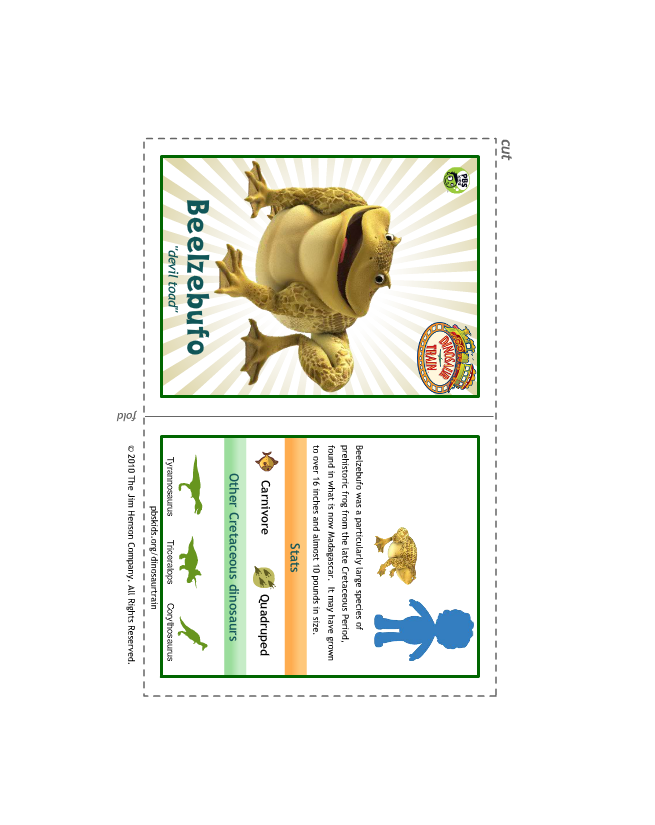 cut
PBS
KIDS
DINOSAUR
TRAIN
Beelzebufo
"devil toad"
fold
Beelzebufo was a particularly large species of
prehistoric frog from the late Cretaceous Period,
found in what is now Madagascar. It may have grown
to over 16 inches and almost 10 pounds in size.
Stats
Carnivore
Quadruped
Other Cretaceous dinosaurs
Tyrannosaurus
Triceratops
Corythosaurus
pbskids.org/dinosaurtrain
© 2010 The Jim Henson Company. All Rights Reserved.